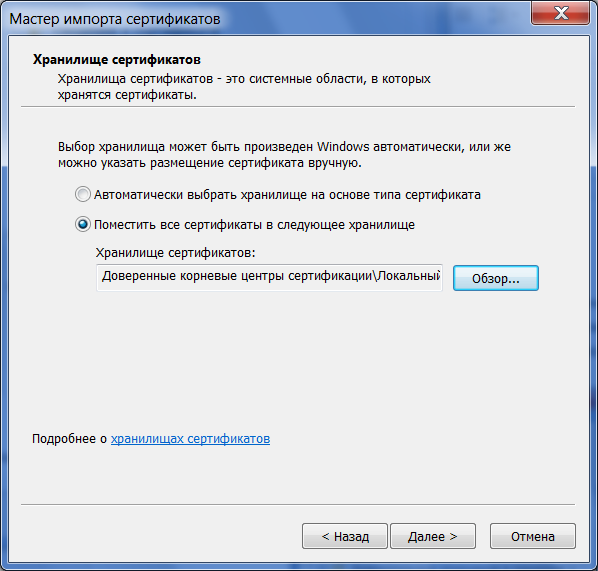 Мастер импорта сертификатов
Хранилище сертификатов
Хранилища сертификатов - это системные области, в которых
хранятся сертификаты.
Выбор хранилища может быть произведен Windows автоматически, или же
можно указать размещение сертификата вручную.
Автоматически выбрать хранилище на основе типа сертификата
Поместить все сертификаты в следующее хранилище
Хранилище сертификатов:
Доверенные корневые центры сертификации\Локальный
Обзор...
Подробнее о хранилищах сертификатов
< Назад
Далее >
Отмена